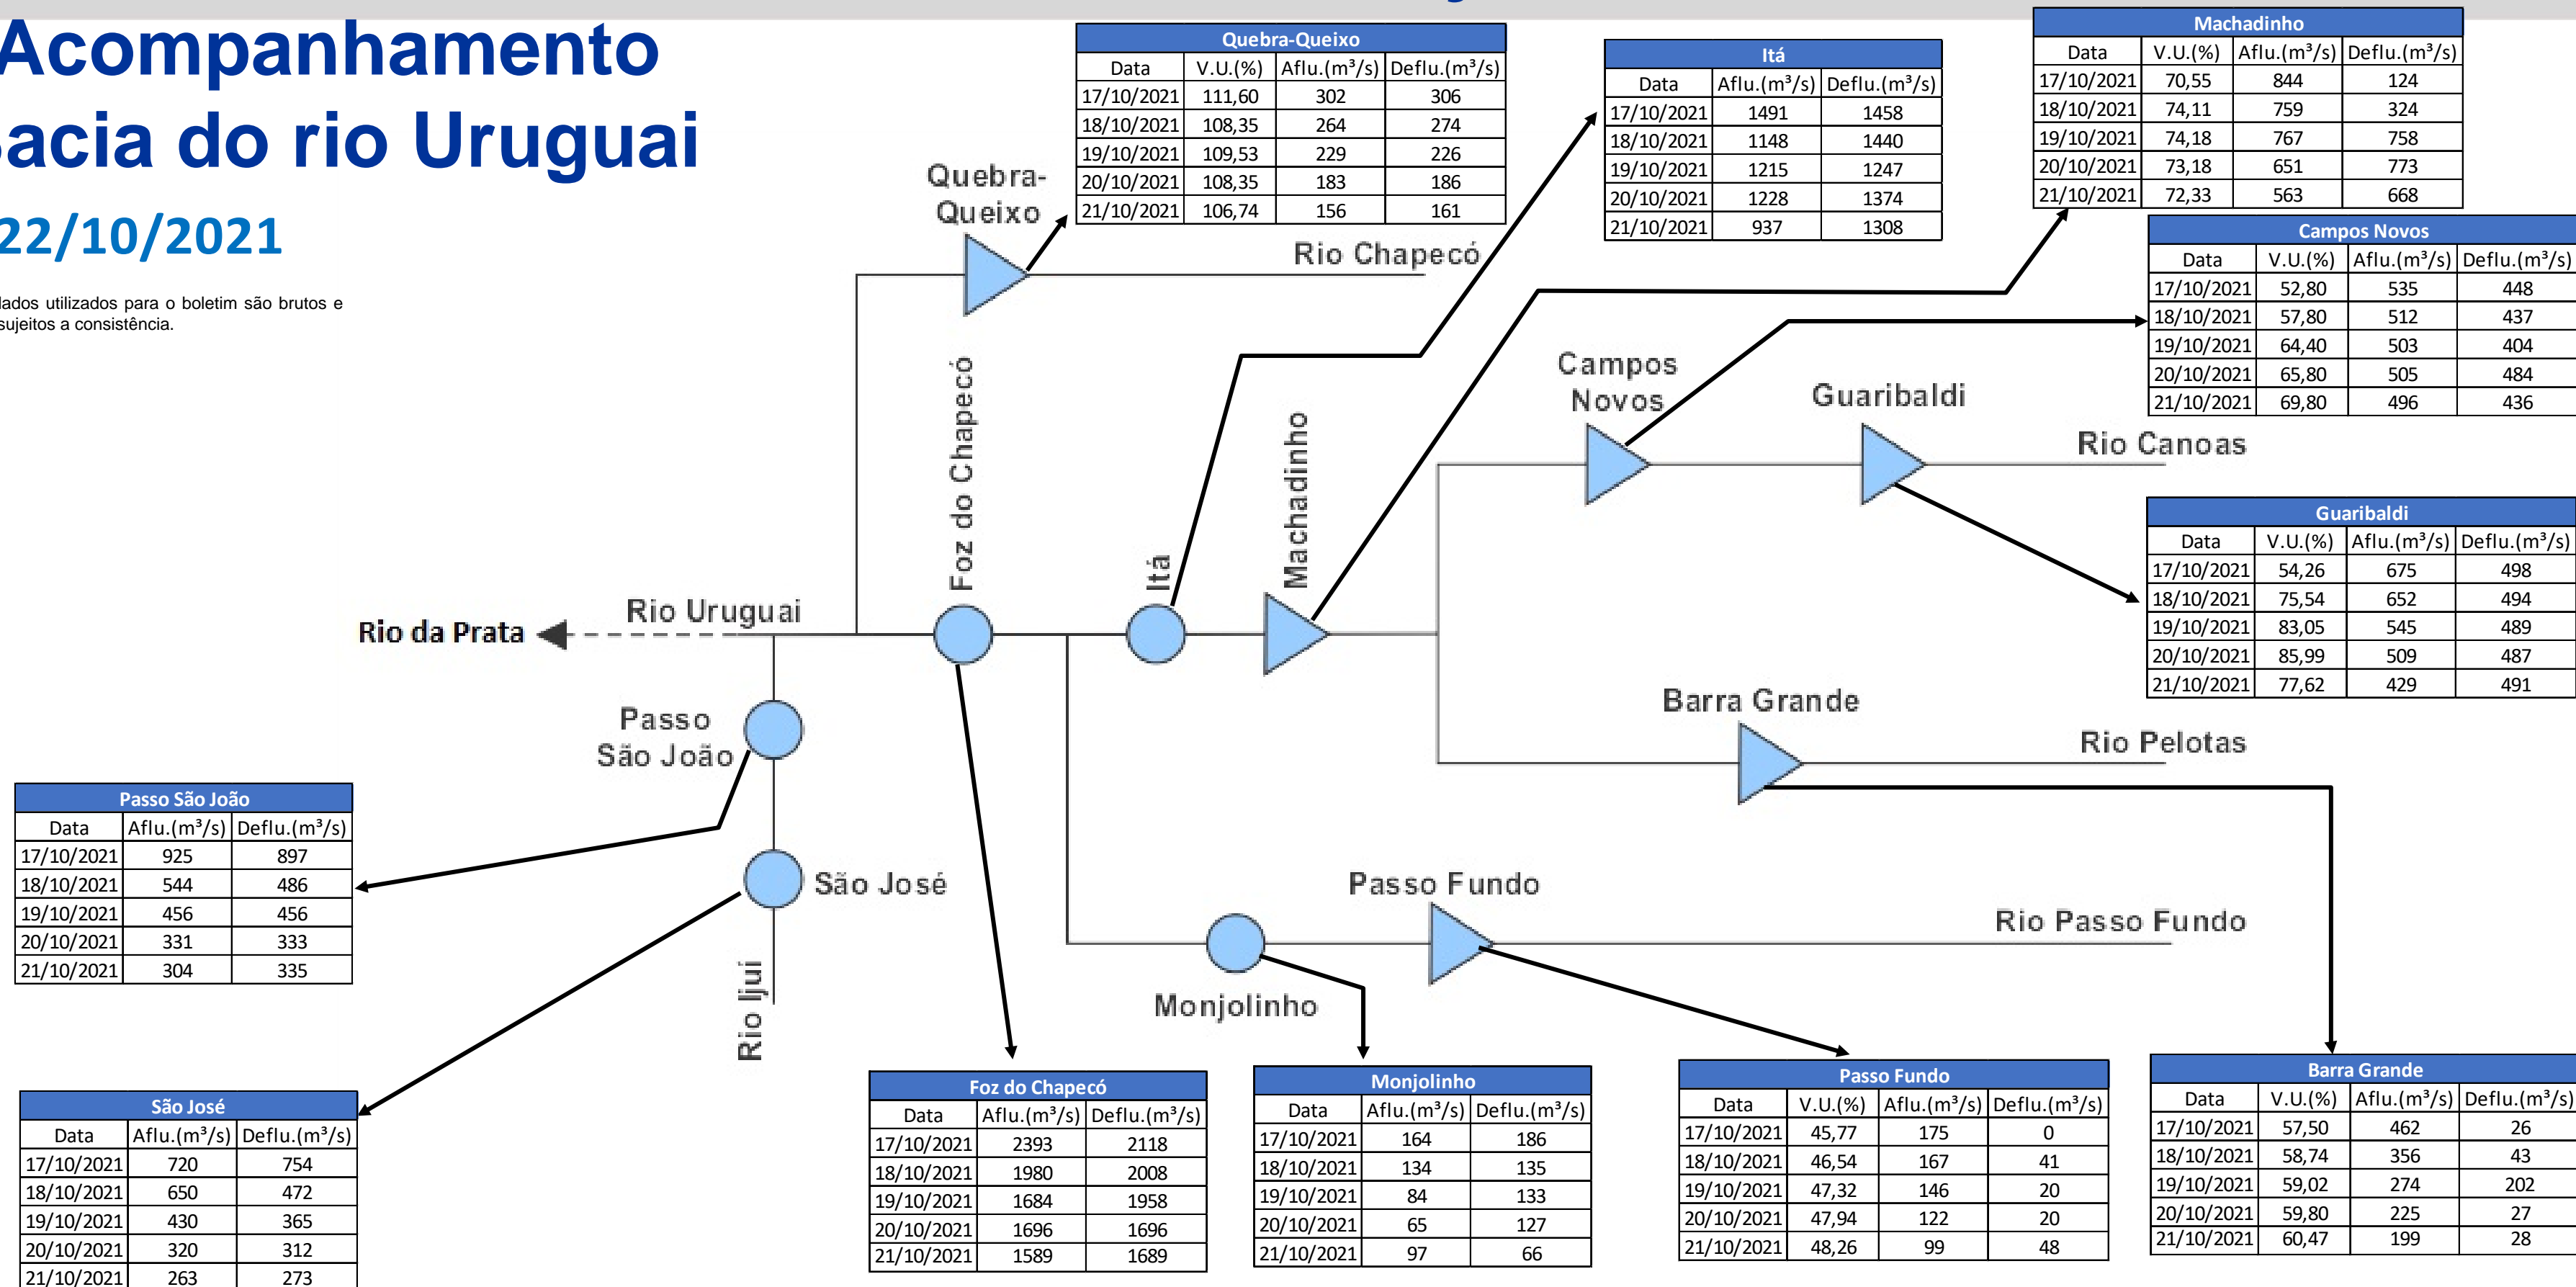 Acompanhamento
acia do rio Uruguai
22/10/2021
dados utilizados para o boletim são brutos e
sujeitos a consistência.
Quebra-Queixo
Data V.U.(%) Aflu.(m³/s) Deflu.(m³/s)
17/10/2021 111,60 302 306
18/10/2021 108,35 264 274
19/10/2021 109,53 229 226
20/10/2021 108,35 183 186
21/10/2021 106,74 156 161
Itá
Data Aflu.(m³/s) Deflu.(m³/s)
17/10/2021 1491 1458
18/10/2021 1148 1440
19/10/2021 1215 1247
20/10/2021 1228 1374
21/10/2021 937 1308
Machadinho
Data V.U.(%) Aflu.(m³/s) Deflu.(m³/s)
17/10/2021 70,55 844 124
18/10/2021 74,11 759 324
19/10/2021 74,18 767 758
20/10/2021 73,18 651 773
21/10/2021 72,33 563 668
Campos Novos
Data V.U.(%) Aflu.(m³/s) Deflu.(m³/s)
17/10/2021 52,80 535 448
18/10/2021 57,80 512 437
19/10/2021 64,40 503 404
20/10/2021 65,80 505 484
21/10/2021 69,80 496 436
Quebra-
Queixo
Rio Chapecó
Foz do Chapecó
Itá
Machadinho
Campos
Novos
Guaribaldi
Rio Canoas
Guaribaldi
Data V.U.(%) Aflu.(m³/s) Deflu.(m³/s)
17/10/2021 54,26 675 498
18/10/2021 75,54 652 494
19/10/2021 83,05 545 489
20/10/2021 85,99 509 487
21/10/2021 77,62 429 491
Rio da Prata
Rio Uruguai
Barra Grande
Rio Pelotas
Passo
São João
São José
Rio Ijuí
Passo Fundo
Rio Passo Fundo
Monjolinho
Passo São João
Data Aflu.(m³/s) Deflu.(m³/s)
17/10/2021 925 897
18/10/2021 544 486
19/10/2021 456 456
20/10/2021 331 333
21/10/2021 304 335
São José
Data Aflu.(m³/s) Deflu.(m³/s)
17/10/2021 720 754
18/10/2021 650 472
19/10/2021 430 365
20/10/2021 320 312
21/10/2021 263 273
Foz do Chapecó
Data Aflu.(m³/s) Deflu.(m³/s)
17/10/2021 2393 2118
18/10/2021 1980 2008
19/10/2021 1684 1958
20/10/2021 1696 1696
21/10/2021 1589 1689
Monjolinho
Data Aflu.(m³/s) Deflu.(m³/s)
17/10/2021 164 186
18/10/2021 134 135
19/10/2021 84 133
20/10/2021 65 127
21/10/2021 97 66
Passo Fundo
Data V.U.(%) Aflu.(m³/s) Deflu.(m³/s)
17/10/2021 45,77 175 0
18/10/2021 46,54 167 41
19/10/2021 47,32 146 20
20/10/2021 47,94 122 20
21/10/2021 48,26 99 48
Barra Grande
Data V.U.(%) Aflu.(m³/s) Deflu.(m³/s)
17/10/2021 57,50 462 26
18/10/2021 58,74 356 43
19/10/2021 59,02 274 202
20/10/2021 59,80 225 27
21/10/2021 60,47 199 28